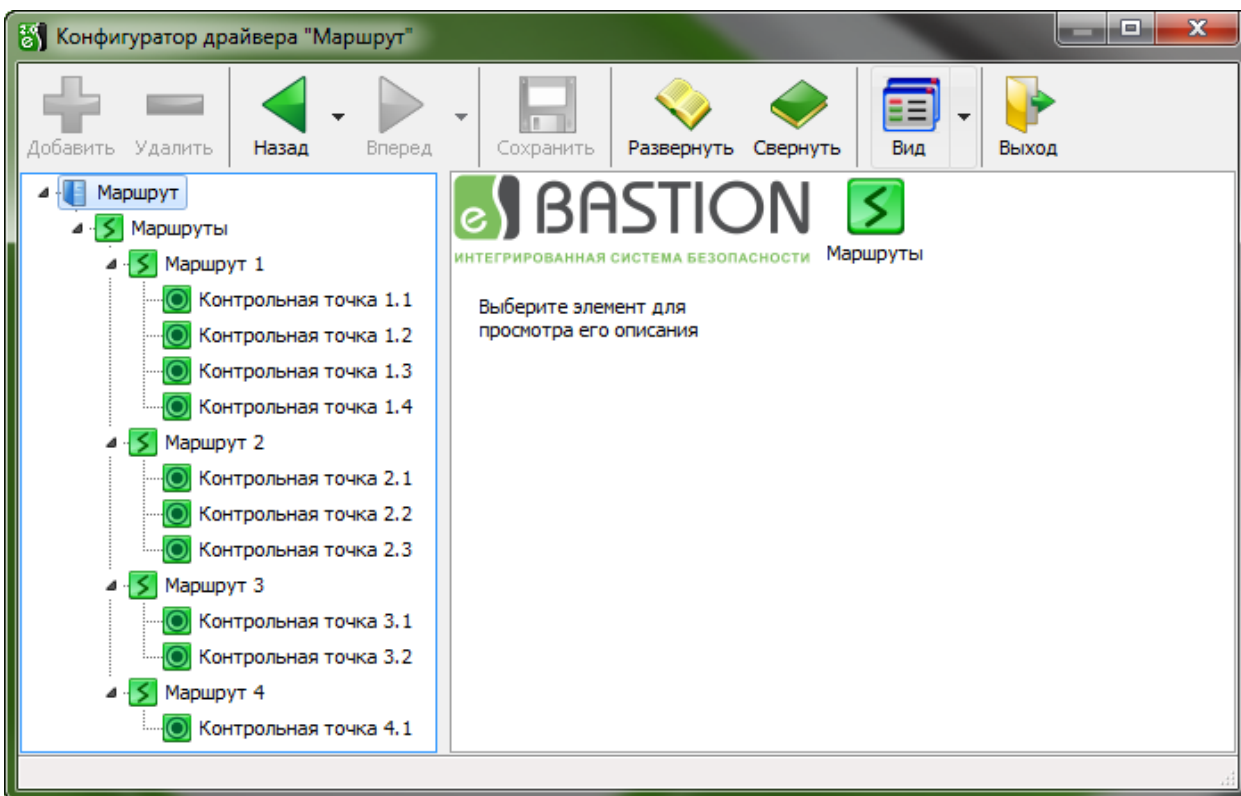 Конфигуратор драйвера "Маршрут"
Добавить Удалить Назад Вперед Сохранить Развернуть Свернуть Вид Выход
Маршрут
Маршруты
Маршрут 1
Контрольная точка 1.1
Контрольная точка 1.2
Контрольная точка 1.3
Контрольная точка 1.4
Маршрут 2
Контрольная точка 2.1
Контрольная точка 2.2
Контрольная точка 2.3
Маршрут 3
Контрольная точка 3.1
Контрольная точка 3.2
Маршрут 4
Контрольная точка 4.1
es BASTION
ИНТЕГРИРОВАННАЯ СИСТЕМА БЕЗОПАСНОСТИ
Маршруты
Выберите элемент для
просмотра его описания